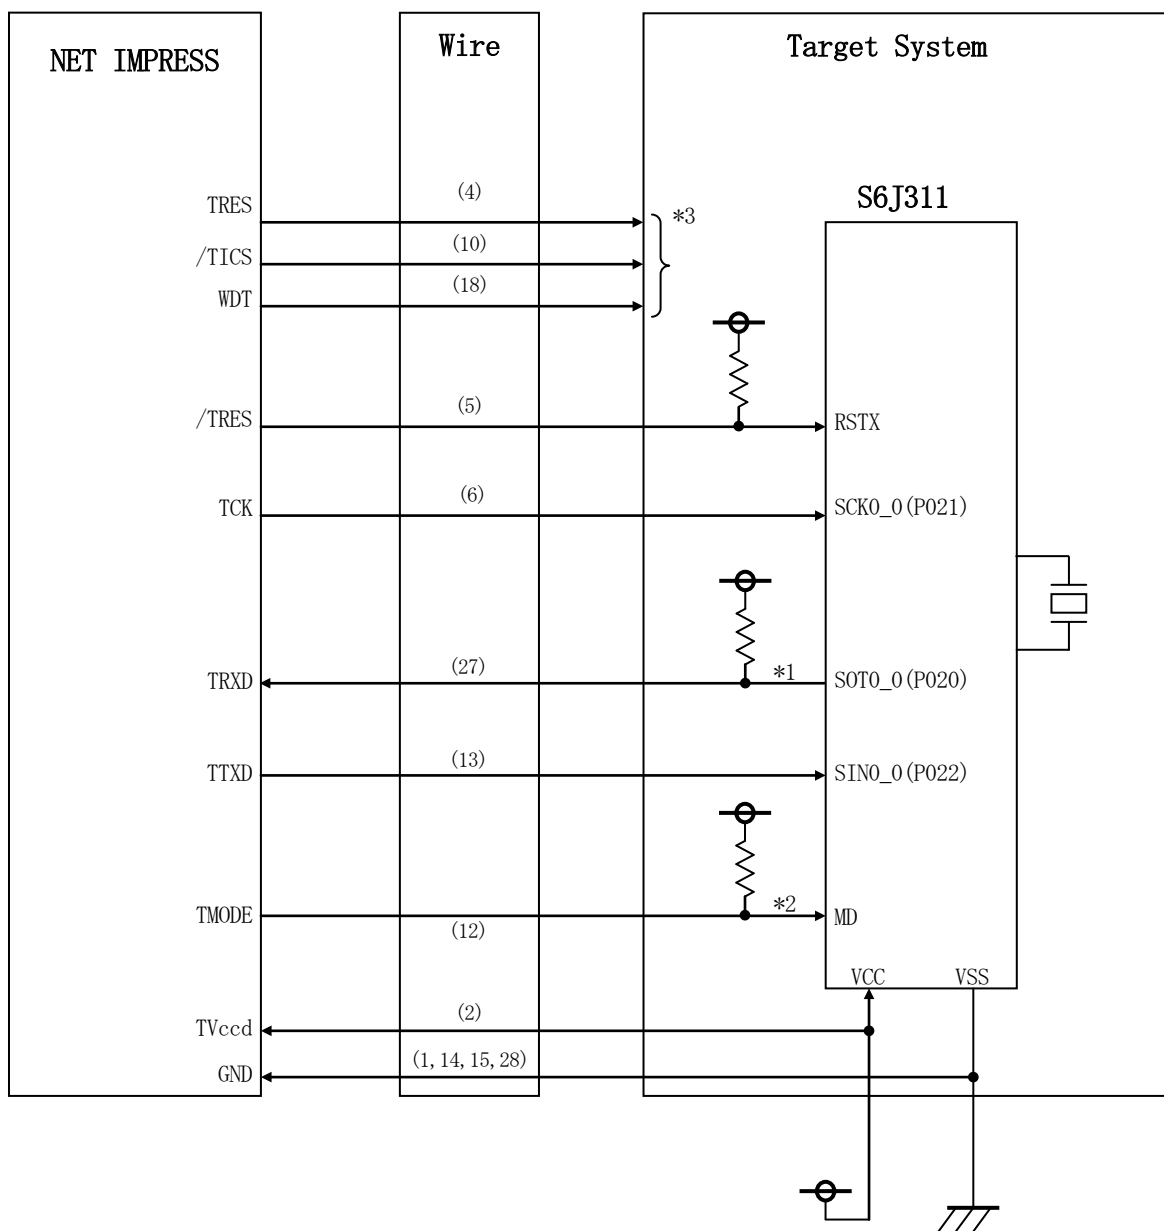 NET IMPRESS
Wire
Target System
S6J311
TRES
(4)
*3
/TICS
(10)
WDT
(18)
/TRES
(5)
RSTX
TCK
(6)
SCK0_0(P021)
TRXD
(27)
*1
SOT0_0(P020)
TTXD
(13)
SIN0_0(P022)
TMODE
(12)
*2
MD
VCC
VSS
TVccd
(2)
GND
(1,14,15,28)